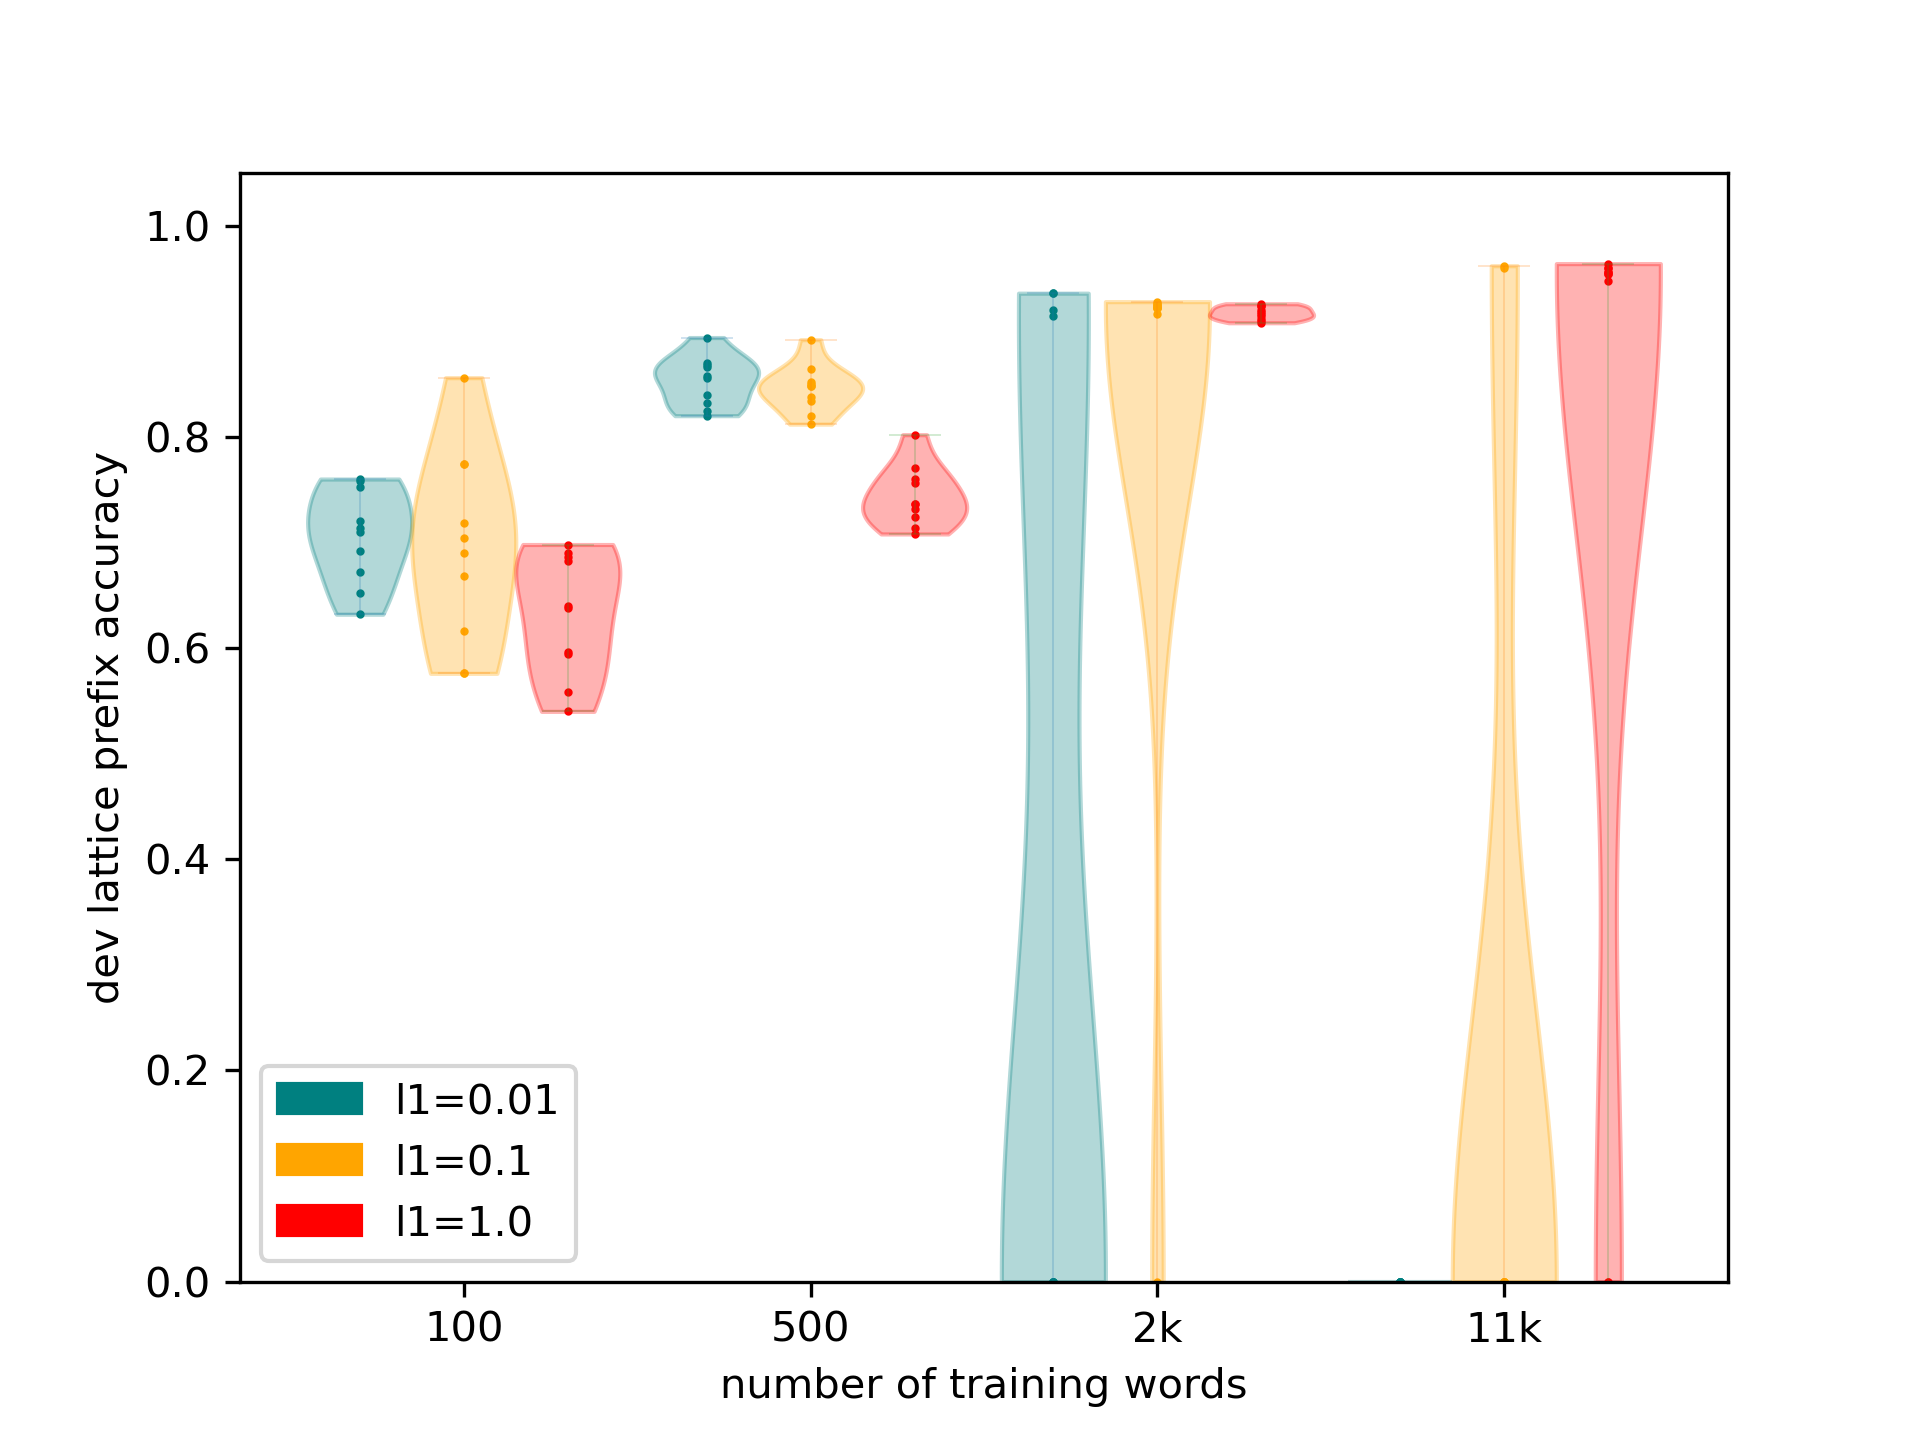 1.0
0.8
0.6
0.4
0.2
0.0
dev lattice prefix accuracy
l1=0.01
l1=0.1
l1=1.0
100 500 2k 11k
number of training words